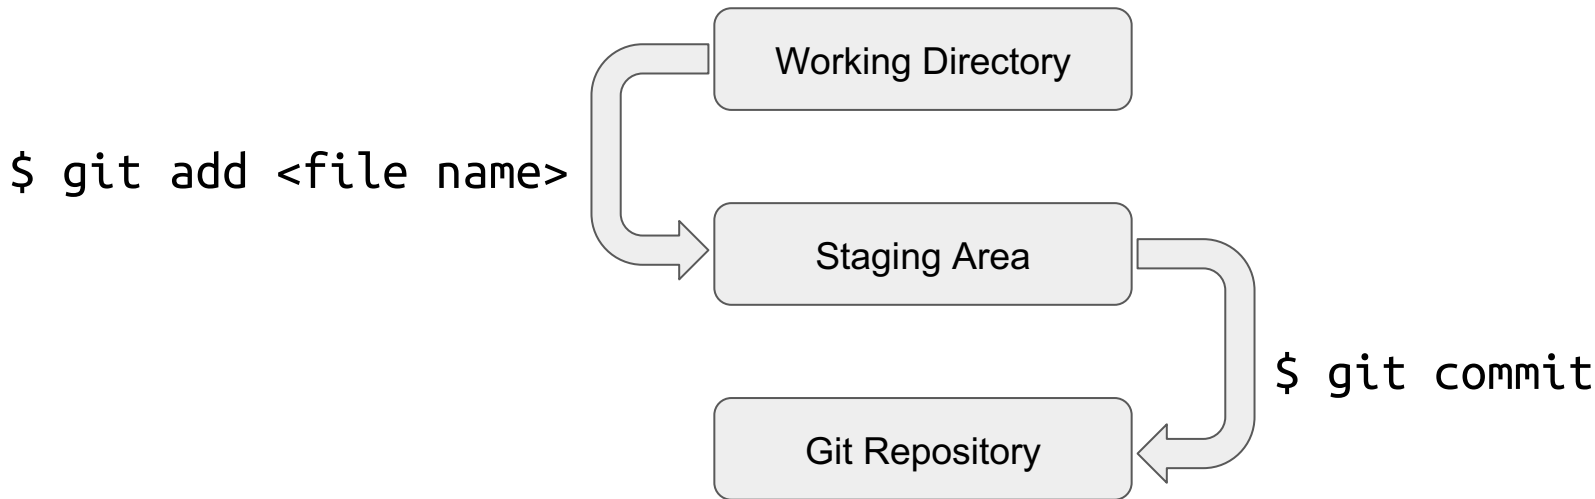 Working Directory
$ git add <file name>
Staging Area
$ git commit
Git Repository